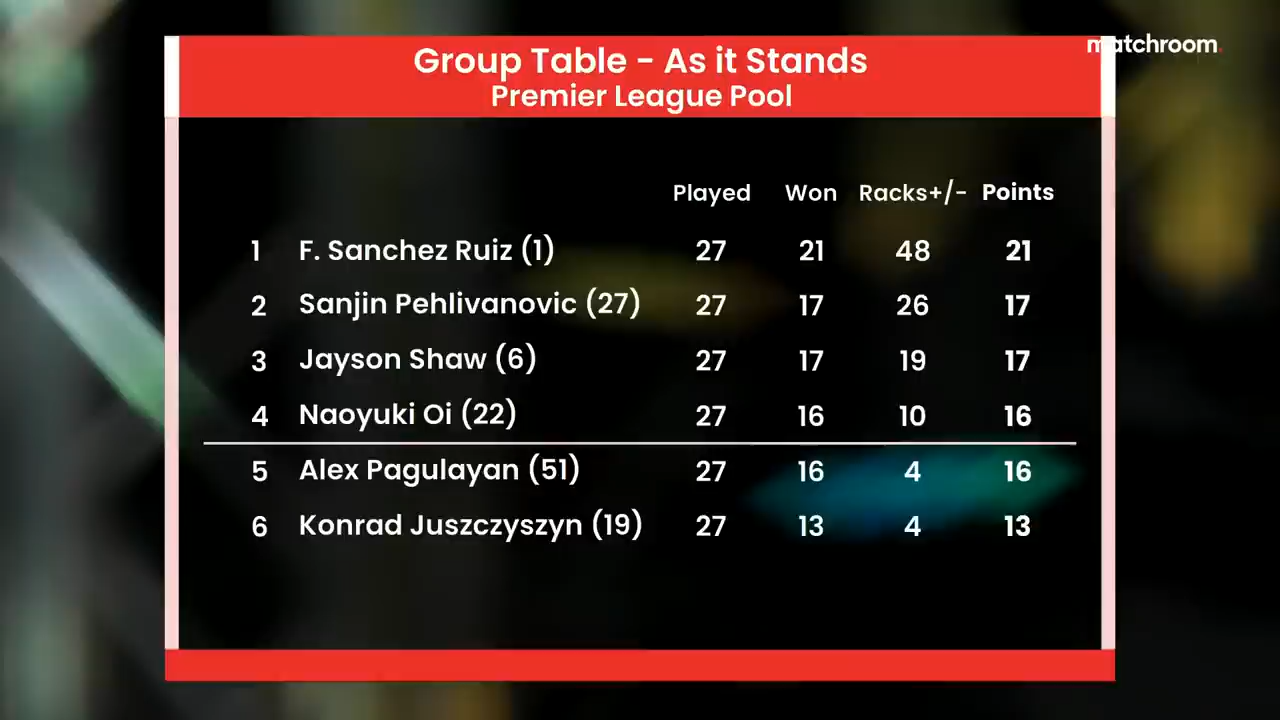 matchroom.
Group Table - As it Stands
Premier League Pool
Played Won Racks+/- Points
1 F. Sanchez Ruiz (1) 27 21 48 21
2 Sanjin Pehlivanovic (27) 27 17 26 17
3 Jayson Shaw (6) 27 17 19 17
4 Naoyuki Oi (22) 27 16 10 16
5 Alex Pagulayan (51) 27 16 4 16
6 Konrad Juszczyszyn (19) 27 13 4 13